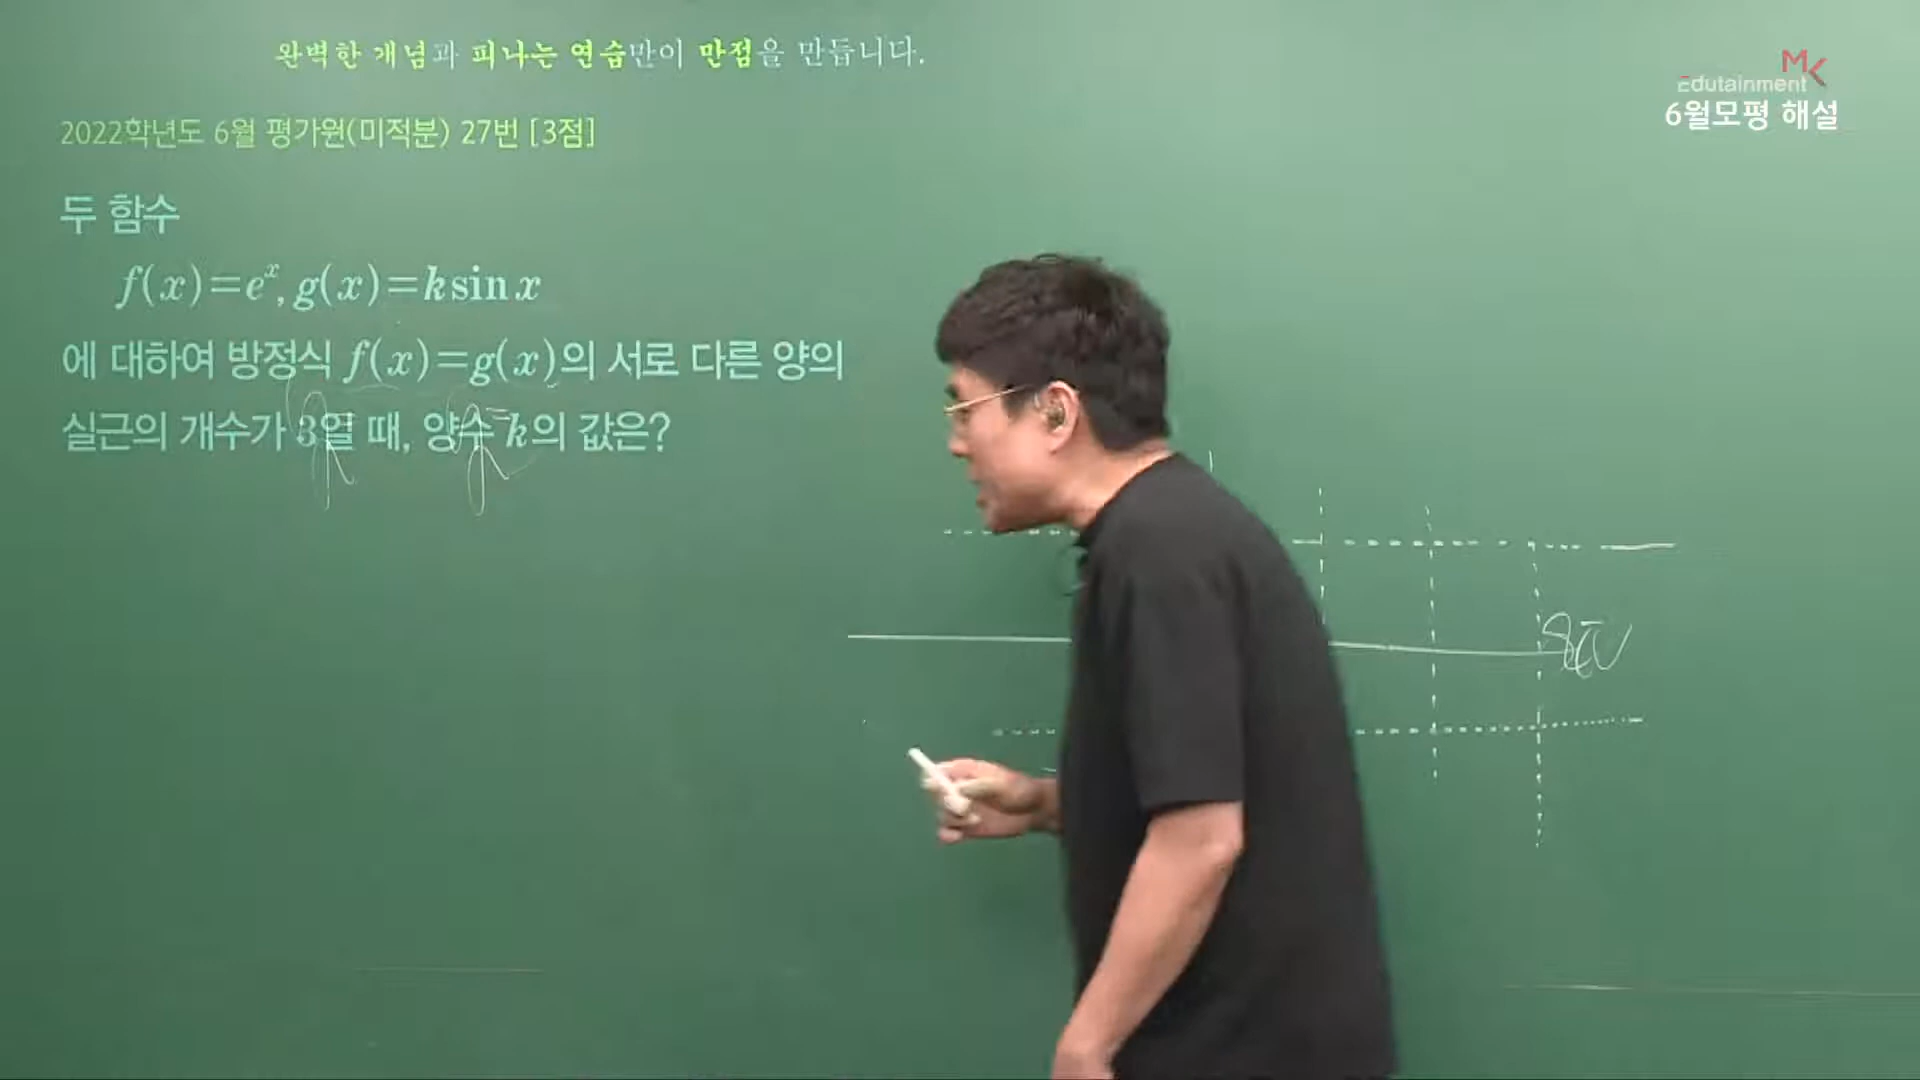 완벽한 개념과 피나는 연습만이 만점을 만듭니다.
MK
Edutainment
6월모평 해설
2022학년도 6월 평가원(미적분) 27번 [3점]
두 함수
f(x)=eˣ, g(x)=k sin x
에 대하여 방정식 f(x)=g(x)의 서로 다른 양의
실근의 개수가 3일 때, 양수 k의 값은?